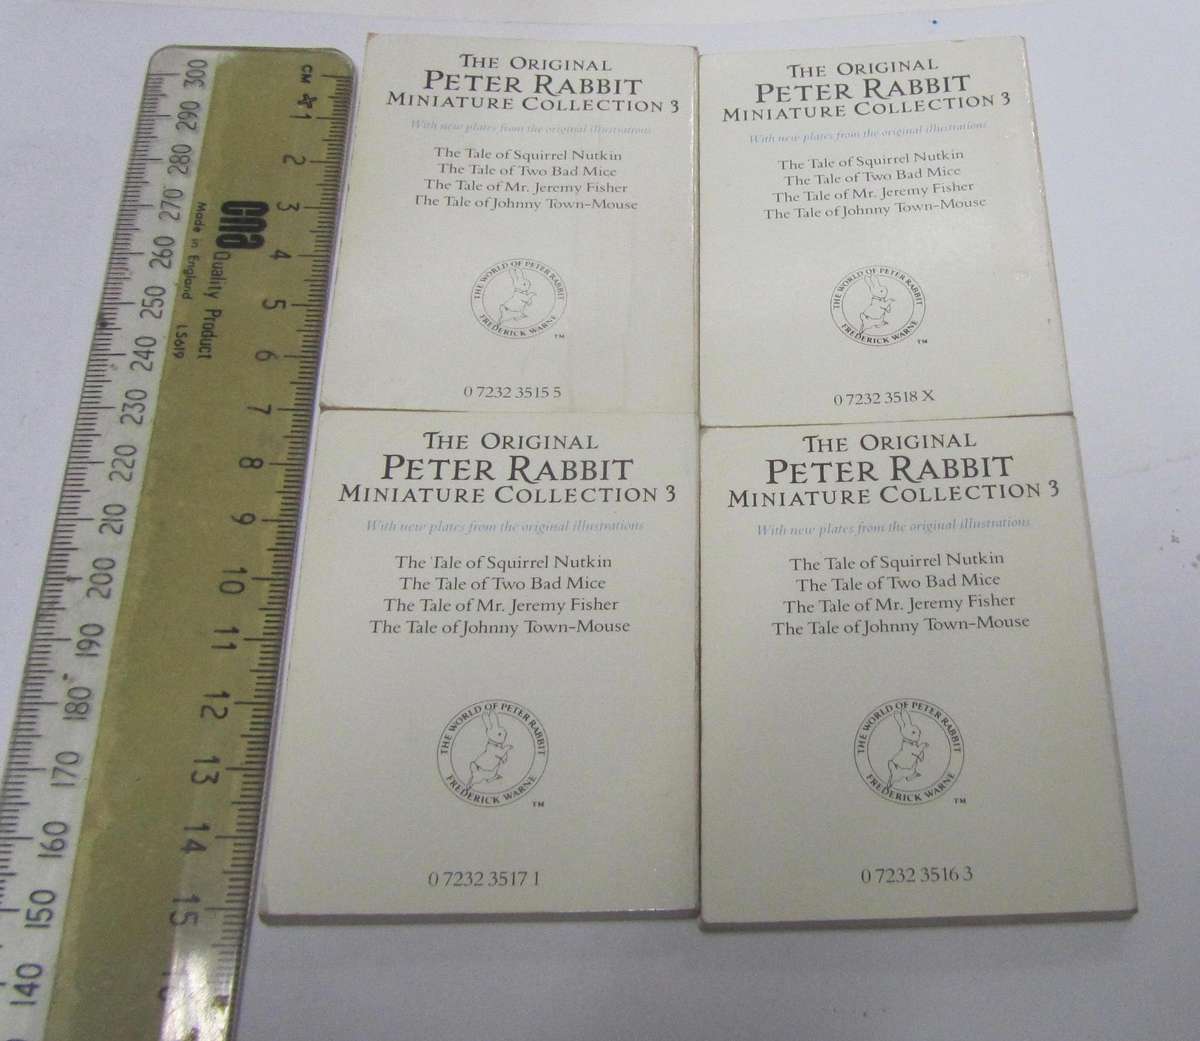 THE ORIGINAL
PETER RABBIT
MINIATURE COLLECTION 3
With new plates from the original illustrations
The Tale of Squirrel Nutkin
The Tale of Two Bad Mice
The Tale of Mr. Jeremy Fisher
The Tale of Johnny Town-Mouse
THE WORLD OF PETER RABBIT
FREDERICK WARNE
TM
0 7232 3515 5
THE ORIGINAL
PETER RABBIT
MINIATURE COLLECTION 3
With new plates from the original illustrations
The Tale of Squirrel Nutkin
The Tale of Two Bad Mice
The Tale of Mr. Jeremy Fisher
The Tale of Johnny Town-Mouse
THE WORLD OF PETER RABBIT
FREDERICK WARNE
TM
0 7232 3518 X
THE ORIGINAL
PETER RABBIT
MINIATURE COLLECTION 3
With new plates from the original illustrations
The Tale of Squirrel Nutkin
The Tale of Two Bad Mice
The Tale of Mr. Jeremy Fisher
The Tale of Johnny Town-Mouse
THE WORLD OF PETER RABBIT
FREDERICK WARNE
TM
0 7232 3517 1
THE ORIGINAL
PETER RABBIT
MINIATURE COLLECTION 3
With new plates from the original illustrations
The Tale of Squirrel Nutkin
The Tale of Two Bad Mice
The Tale of Mr. Jeremy Fisher
The Tale of Johnny Town-Mouse
THE WORLD OF PETER RABBIT
FREDERICK WARNE
TM
0 7232 3516 3
CM 1 2 3 4 5 6 7 8 9 10 11 12 13 14 15
Quality Product
Made in England LS619
300 290 280 270 260 250 240 230 220 210 200 190 180 170 160 150 140